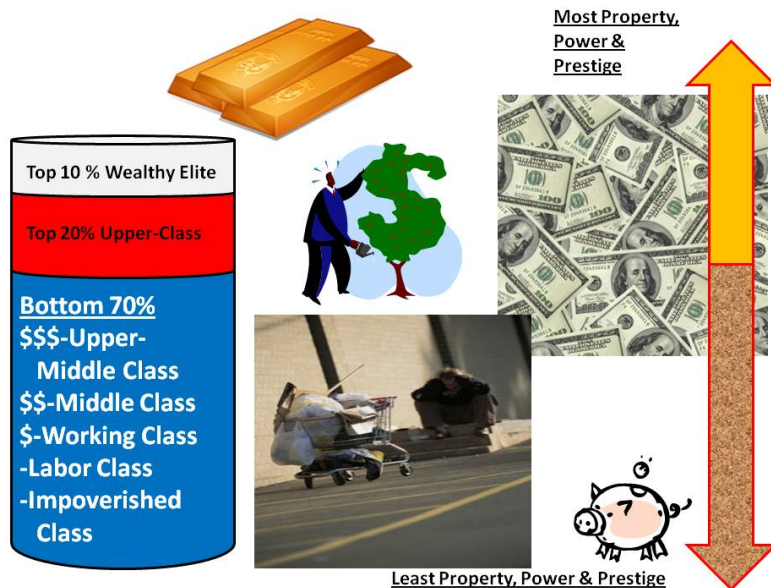 Most Property,
Power &
Prestige
Top 10 % Wealthy Elite
Top 20% Upper-Class
Bottom 70%
$$$-Upper-
Middle Class
$$-Middle Class
$-Working Class
-Labor Class
-Impoverished
Class
Least Property, Power & Prestige